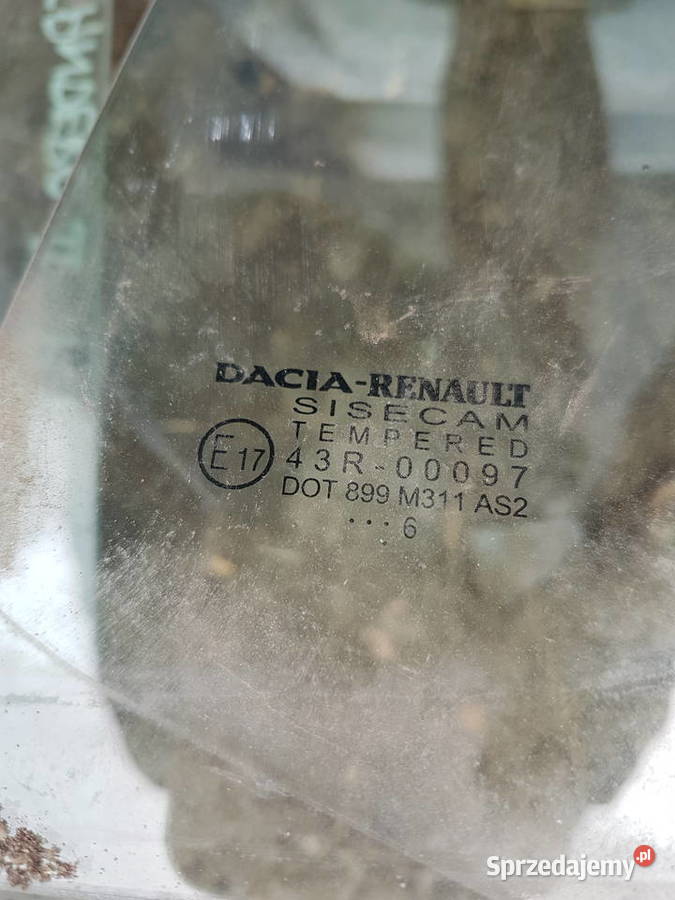 DACIA-RENAULT
SISECAM
TEMPERED
E17 43R-00097
DOT 899 M311 AS2
...6
Sprzedajemy.pl